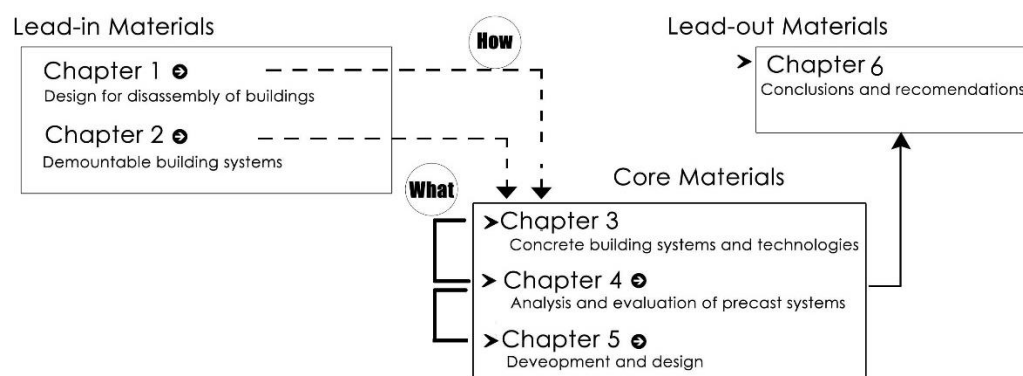 Lead-in Materials
How
Lead-out Materials
Chapter 1
Design for disassembly of buildings
Chapter 2
Demountable building systems
Chapter 6
Conclusions and recomendations
What
Core Materials
Chapter 3
Concrete building systems and technologies
Chapter 4
Analysis and evaluation of precast systems
Chapter 5
Deveopment and design